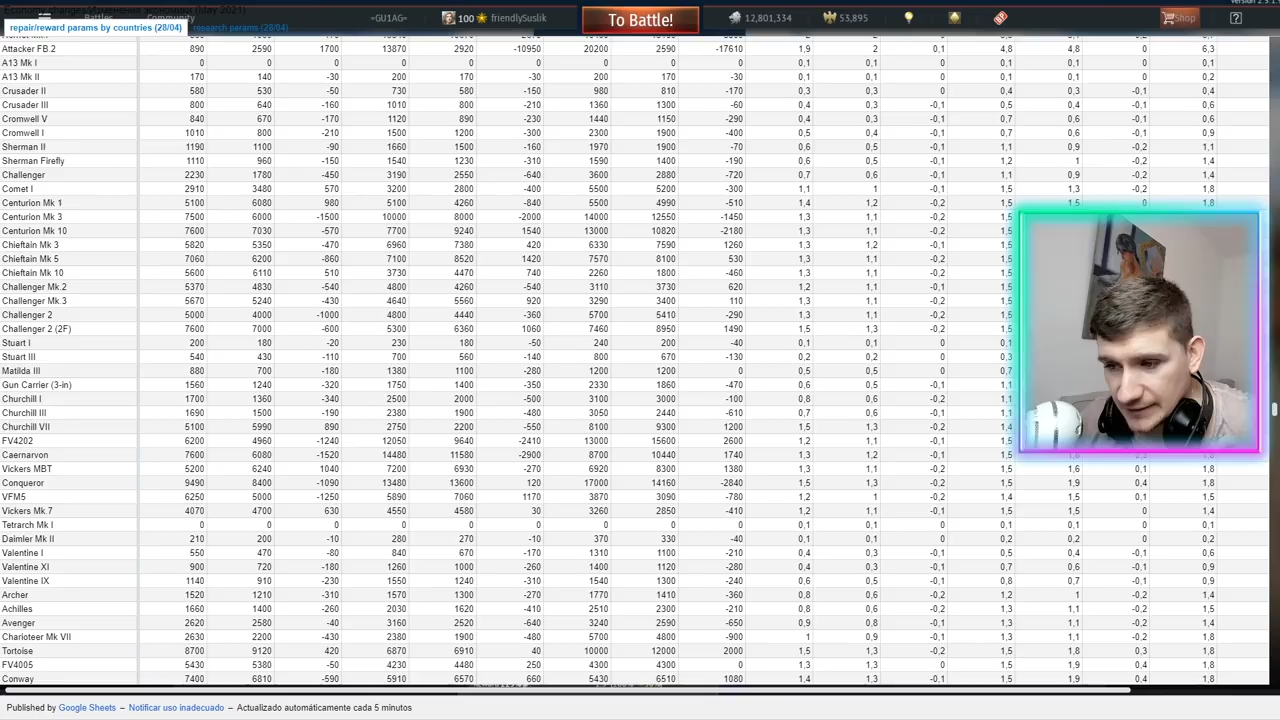 Battles Community =GU1AG= 100 friendlySuslik To Battle! 12,801,334 53,895 Shop
repair/reward params by countries (28/04) research params (28/04)
Attacker FB.2 890 2590 1700 13870 2920 -10950 20200 2590 -17610 1,9 2 0,1 4,8 4,8 0 6,3
A13 Mk I 0 0 0 0 0 0 0 0 0 0,1 0,1 0 0,1 0,1 0 0,1
A13 Mk II 170 140 -30 200 170 -30 200 170 -30 0,1 0,1 0 0,1 0,1 0 0,2
Crusader II 580 530 -50 730 580 -150 980 810 -170 0,3 0,3 0 0,4 0,3 -0,1 0,4
Crusader III 800 640 -160 1010 800 -210 1360 1300 -60 0,4 0,3 -0,1 0,5 0,4 -0,1 0,6
Cromwell V 840 670 -170 1120 890 -230 1440 1150 -290 0,4 0,3 -0,1 0,7 0,6 -0,1 0,6
Cromwell I 1010 800 -210 1500 1200 -300 2300 1900 -400 0,5 0,4 -0,1 0,7 0,6 -0,1 0,9
Sherman II 1190 1100 -90 1660 1500 -160 1970 1900 -70 0,6 0,5 -0,1 1,1 0,9 -0,2 1,1
Sherman Firefly 1110 960 -150 1540 1230 -310 1590 1400 -190 0,6 0,5 -0,1 1,2 1 -0,2 1,4
Challenger 2230 1780 -450 3190 2550 -640 3600 2880 -720 0,7 0,6 -0,1 1,1 0,9 -0,2 1,4
Comet I 2910 3480 570 3200 2800 -400 5500 5200 -300 1,1 1 -0,1 1,5 1,3 -0,2 1,8
Centurion Mk 1 5100 6080 980 5100 4260 -840 5500 4990 -510 1,4 1,2 -0,2 1,5 1,5 0 1,8
Centurion Mk 3 7500 6000 -1500 10000 8000 -2000 14000 12550 -1450 1,3 1,1 -0,2 1,5
Centurion Mk 10 7600 7030 -570 7700 9240 1540 13000 10820 -2180 1,3 1,1 -0,2 1,5
Chieftain Mk 3 5820 5350 -470 6960 7380 420 6330 7590 1260 1,3 1,2 -0,1 1,5
Chieftain Mk 5 7060 6200 -860 7100 8520 1420 7570 8100 530 1,3 1,1 -0,2 1,5
Chieftain Mk 10 5600 6110 510 3730 4470 740 2260 1800 -460 1,3 1,1 -0,2 1,5
Challenger Mk.2 5370 4830 -540 4800 4260 -540 3110 3730 620 1,2 1,1 -0,1 1,5
Challenger Mk.3 5670 5240 -430 4640 5560 920 3290 3400 110 1,3 1,1 -0,2 1,5
Challenger 2 5000 4000 -1000 4800 4440 -360 5700 5410 -290 1,3 1,1 -0,2 1,5
Challenger 2 (2F) 7600 7000 -600 5300 6360 1060 7460 8950 1490 1,5 1,3 -0,2 1,5
Stuart I 200 180 -20 230 180 -50 240 200 -40 0,1 0,1 0 0,1
Stuart III 540 430 -110 700 560 -140 800 670 -130 0,2 0,2 0 0,3
Matilda III 880 700 -180 1380 1100 -280 1200 1200 0 0,5 0,5 0 0,7
Gun Carrier (3-in) 1560 1240 -320 1750 1400 -350 2330 1860 -470 0,6 0,5 -0,1 1,1
Churchill I 1700 1360 -340 2500 2000 -500 3100 3000 -100 0,8 0,6 -0,2 1,1
Churchill III 1690 1500 -190 2380 1900 -480 3050 2440 -610 0,7 0,6 -0,1 1,1
Churchill VII 5100 5990 890 2750 2200 -550 8100 9300 1200 1,5 1,3 -0,2 1,4
FV4202 6200 4960 -1240 12050 9640 -2410 13000 15600 2600 1,2 1,1 -0,1 1,5
Caernarvon 7600 6080 -1520 14480 11580 -2900 8700 10440 1740 1,3 1,1 -0,2 1,5
Vickers MBT 5200 6240 1040 7200 6930 -270 6920 8300 1380 1,3 1,1 -0,2 1,5 1,6 0,1 1,8
Conqueror 9490 8400 -1090 13480 13600 120 17000 14160 -2840 1,5 1,3 -0,2 1,5 1,9 0,4 1,8
VFM5 6250 5000 -1250 5890 7060 1170 3870 3090 -780 1,2 1 -0,2 1,4 1,5 0,1 1,5
Vickers Mk.7 4070 4700 630 4550 4580 30 3260 2850 -410 1,2 1,1 -0,1 1,5 1,5 0 1,4
Tetrarch Mk I 0 0 0 0 0 0 0 0 0 0,1 0,1 0 0,1 0,1 0 0,1
Daimler Mk II 210 200 -10 280 270 -10 370 330 -40 0,1 0,1 0 0,2 0,2 0 0,2
Valentine I 550 470 -80 840 670 -170 1310 1100 -210 0,4 0,3 -0,1 0,5 0,4 -0,1 0,6
Valentine XI 900 720 -180 1260 1000 -260 1400 1120 -280 0,4 0,3 -0,1 0,7 0,6 -0,1 0,9
Valentine IX 1140 910 -230 1550 1240 -310 1540 1300 -240 0,6 0,5 -0,1 0,8 0,7 -0,1 0,9
Archer 1520 1210 -310 1570 1300 -270 1770 1410 -360 0,8 0,6 -0,2 1,2 1 -0,2 1,4
Achilles 1660 1400 -260 2030 1620 -410 2510 2300 -210 0,8 0,6 -0,2 1,3 1,1 -0,2 1,5
Avenger 2620 2580 -40 3160 2520 -640 3240 2590 -650 0,9 0,8 -0,1 1,3 1,1 -0,2 1,4
Charioteer Mk VII 2630 2200 -430 2380 1900 -480 5700 4800 -900 1 0,9 -0,1 1,3 1,1 -0,2 1,8
Tortoise 8700 9120 420 6870 6910 40 10000 12000 2000 1,5 1,3 -0,2 1,5 1,8 0,3 1,8
FV4005 5430 5380 -50 4230 4480 250 4300 4300 0 1,3 1,3 0 1,5 1,9 0,4 1,8
Conway 7400 6810 -590 5910 6570 660 5430 6510 1080 1,4 1,3 -0,1 1,5 1,9 0,4 1,8
Published by Google Sheets – Notificar uso inadecuado – Actualizado automáticamente cada 5 minutos